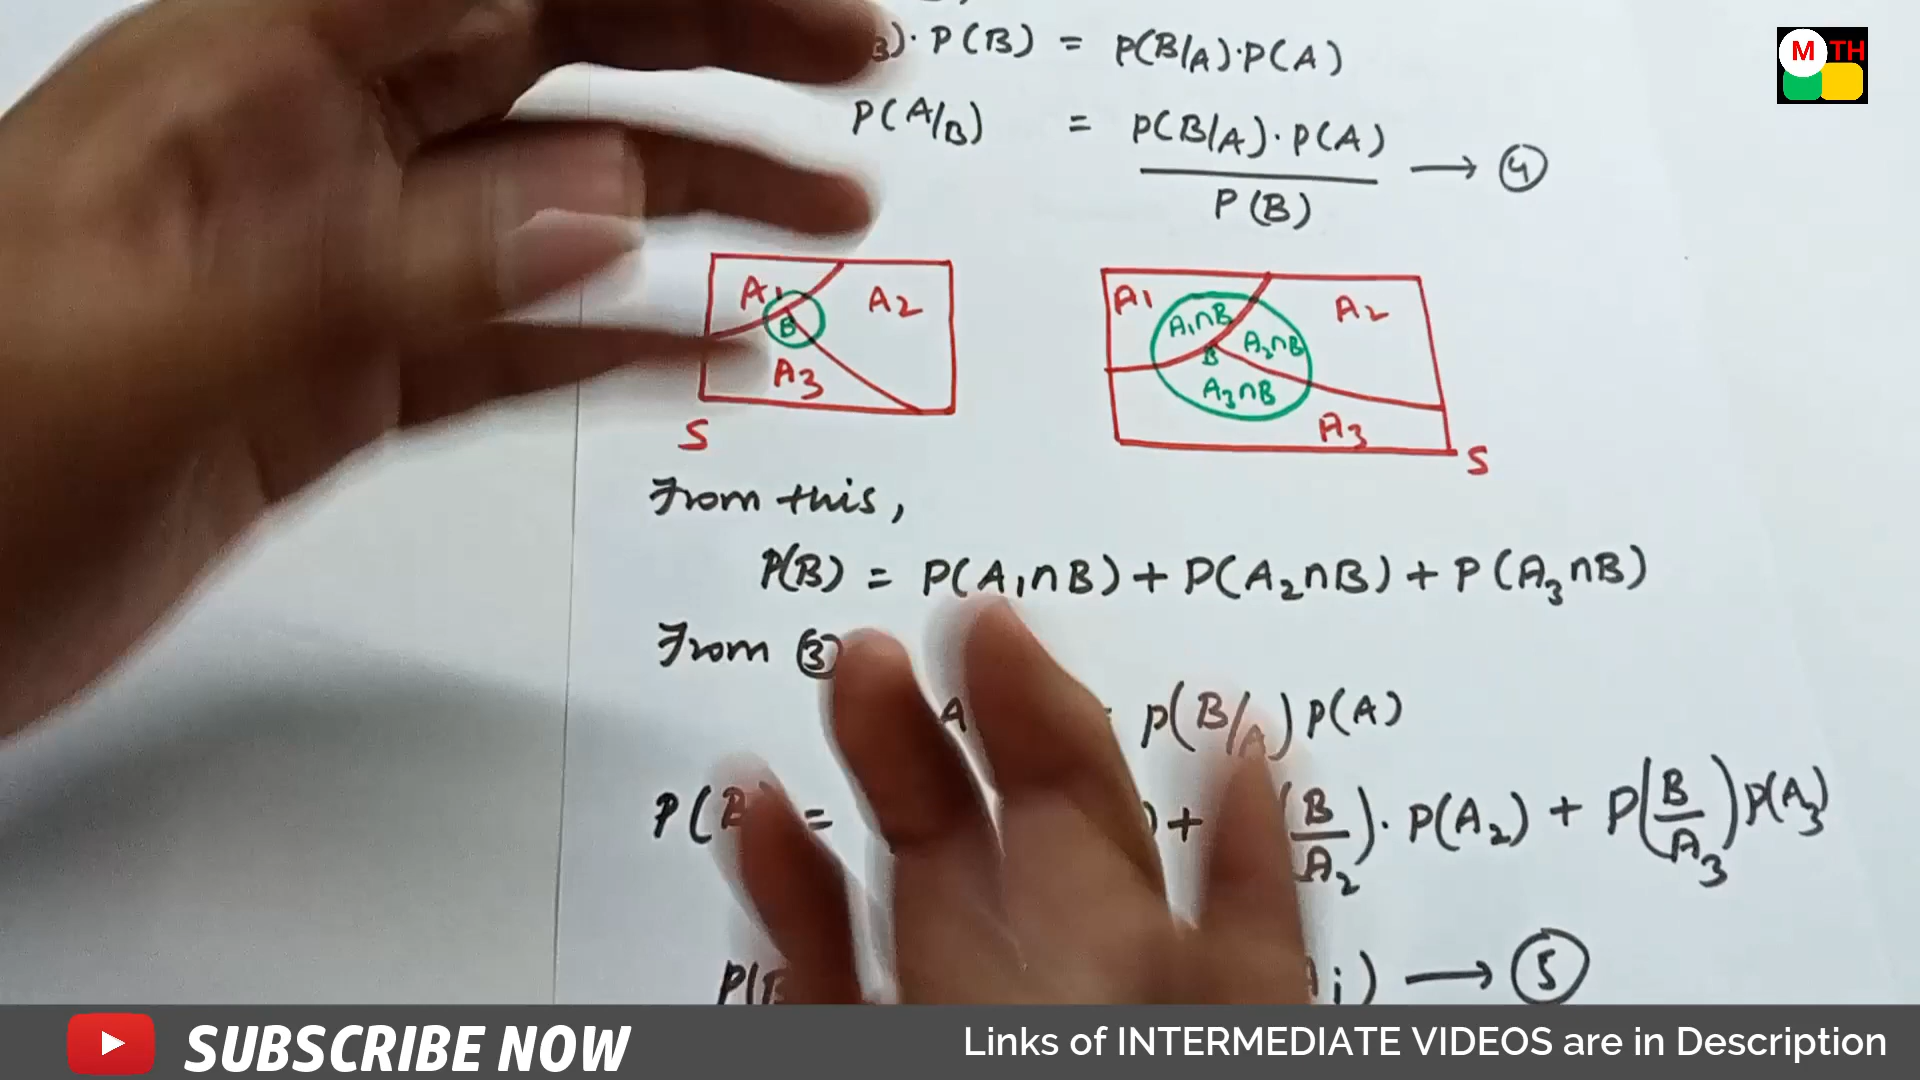 )· P(B) = P(B/A)·P(A)
P(A/B) = P(B/A)·P(A) / P(B) → ④
M TH
A1 A2 B A3 S
A1 A1∩B A2 A2∩B B A3∩B A3 S
From this,
P(B) = P(A₁∩B) + P(A₂∩B) + P(A₃∩B)
From ③
A = P(B/A) P(A)
P(B = ) + (B/A₂)· P(A₂) + P(B/A₃) P(A₃)
P( i) → ⑤
SUBSCRIBE NOW
Links of INTERMEDIATE VIDEOS are in Description